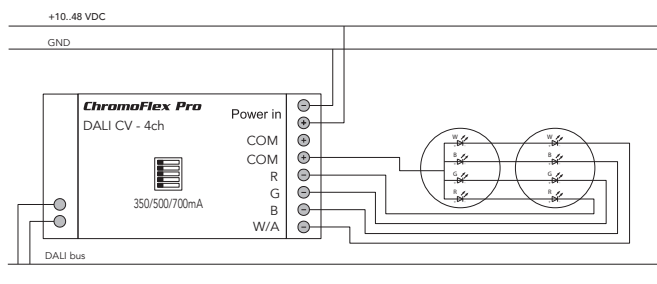 +10..48 VDC
GND
ChromoFlex Pro
DALI CV - 4ch
Power in
COM
COM
R
G
B
W/A
350/500/700mA
DALI bus
W
B
G
R
W
B
G
R